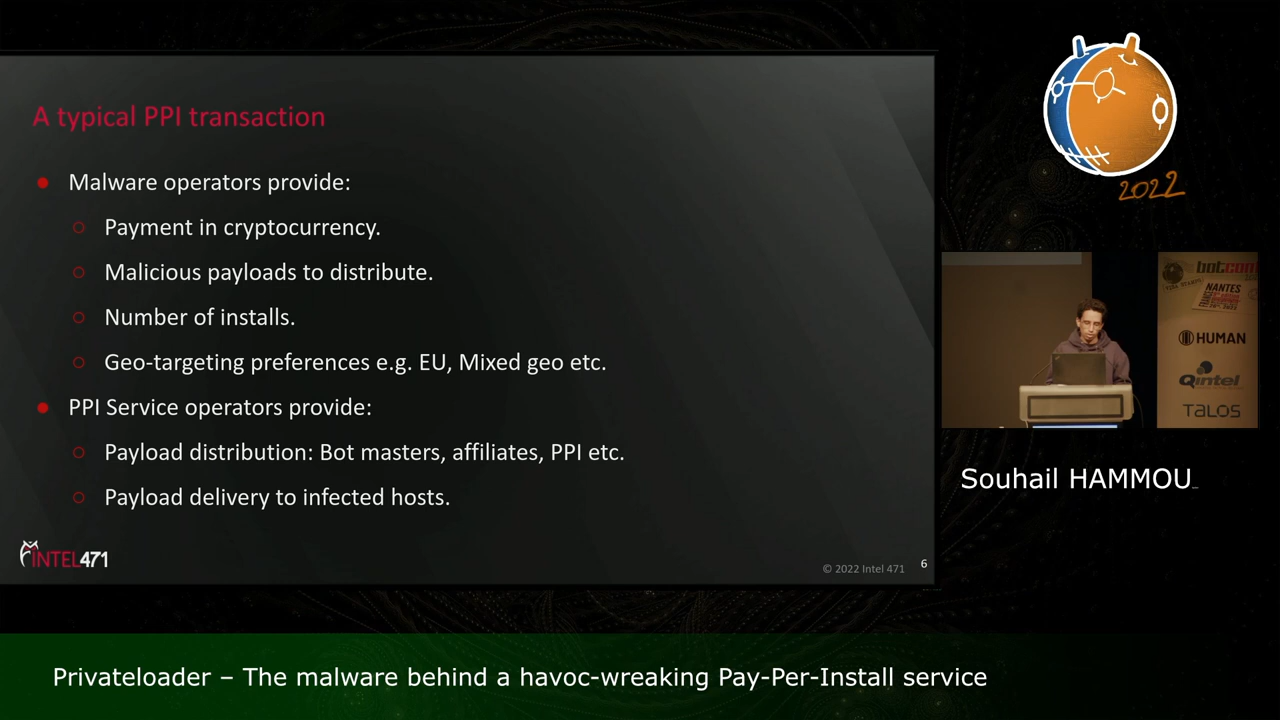 A typical PPI transaction
Malware operators provide:
Payment in cryptocurrency.
Malicious payloads to distribute.
Number of installs.
Geo-targeting preferences e.g. EU, Mixed geo etc.
PPI Service operators provide:
Payload distribution: Bot masters, affiliates, PPI etc.
Payload delivery to infected hosts.
INTEL471
© 2022 Intel 471
6
2022
botcon
NANTES
HUMAN
Qintel
TALOS
Souhail HAMMOU_
Privateloader – The malware behind a havoc-wreaking Pay-Per-Install service